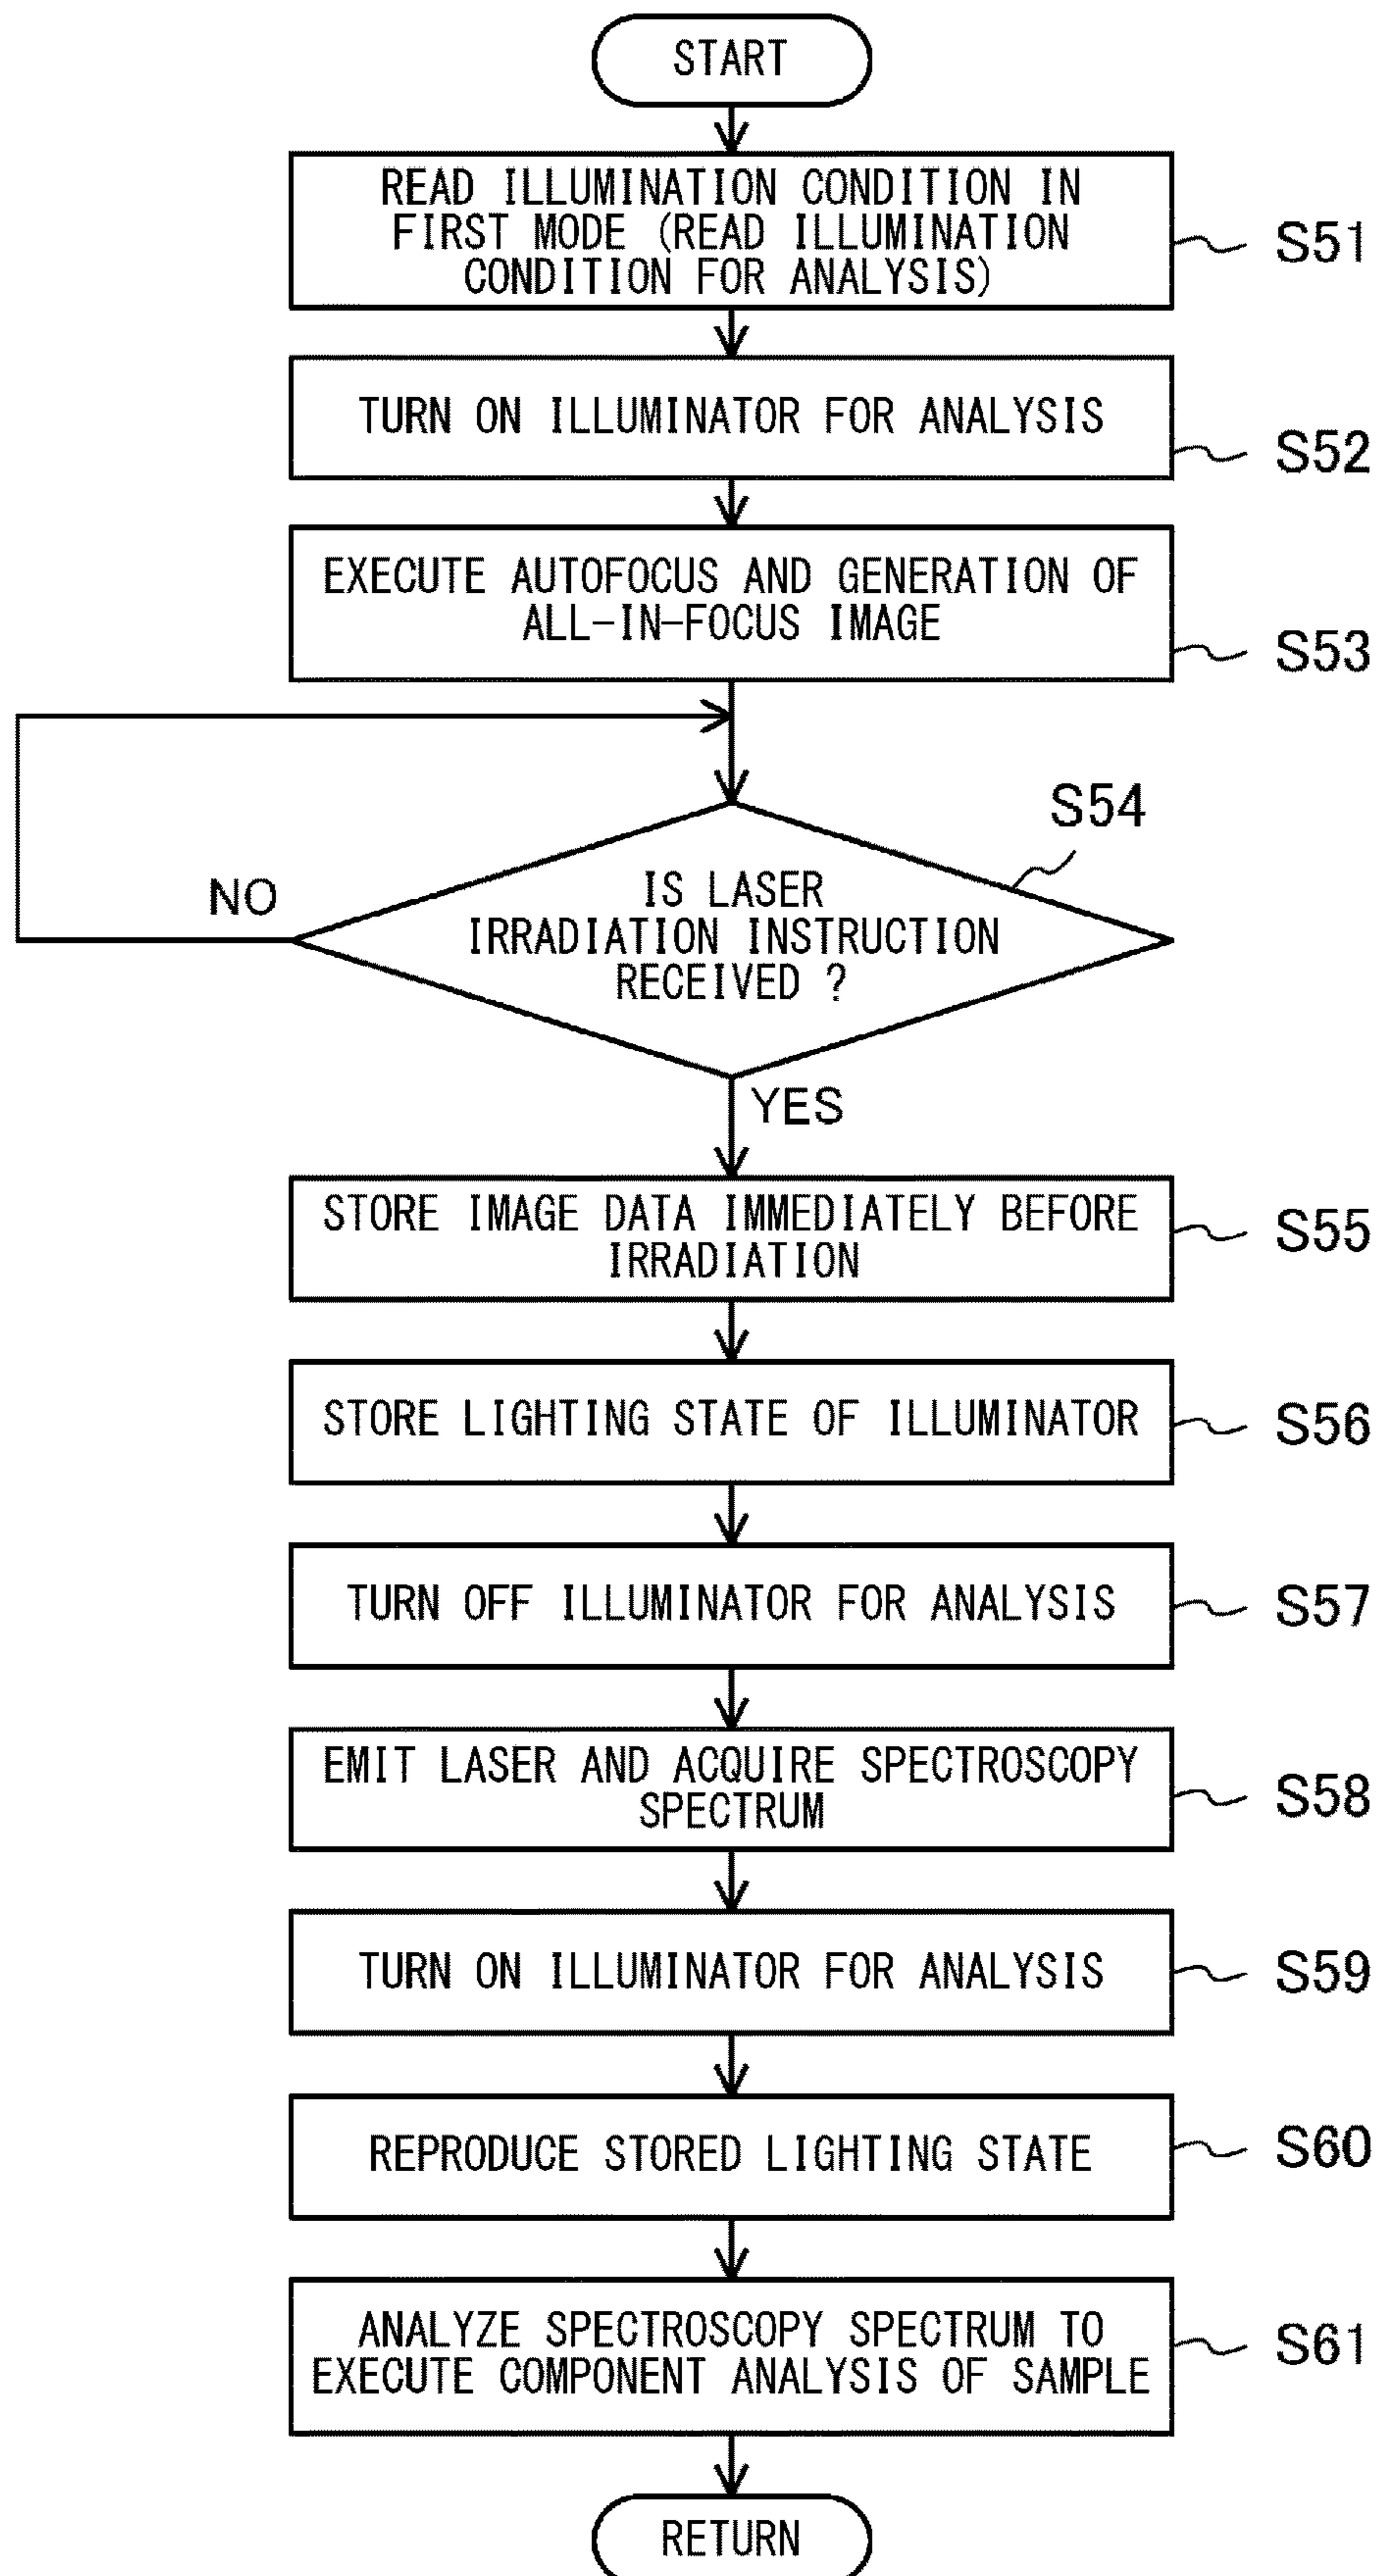 START
READ ILLUMINATION CONDITION IN
FIRST MODE (READ ILLUMINATION
CONDITION FOR ANALYSIS)
S51
TURN ON ILLUMINATOR FOR ANALYSIS
S52
EXECUTE AUTOFOCUS AND GENERATION OF
ALL-IN-FOCUS IMAGE
S53
S54
IS LASER
IRRADIATION INSTRUCTION
RECEIVED ?
NO
YES
STORE IMAGE DATA IMMEDIATELY BEFORE
IRRADIATION
S55
STORE LIGHTING STATE OF ILLUMINATOR
S56
TURN OFF ILLUMINATOR FOR ANALYSIS
S57
EMIT LASER AND ACQUIRE SPECTROSCOPY
SPECTRUM
S58
TURN ON ILLUMINATOR FOR ANALYSIS
S59
REPRODUCE STORED LIGHTING STATE
S60
ANALYZE SPECTROSCOPY SPECTRUM TO
EXECUTE COMPONENT ANALYSIS OF SAMPLE
S61
RETURN